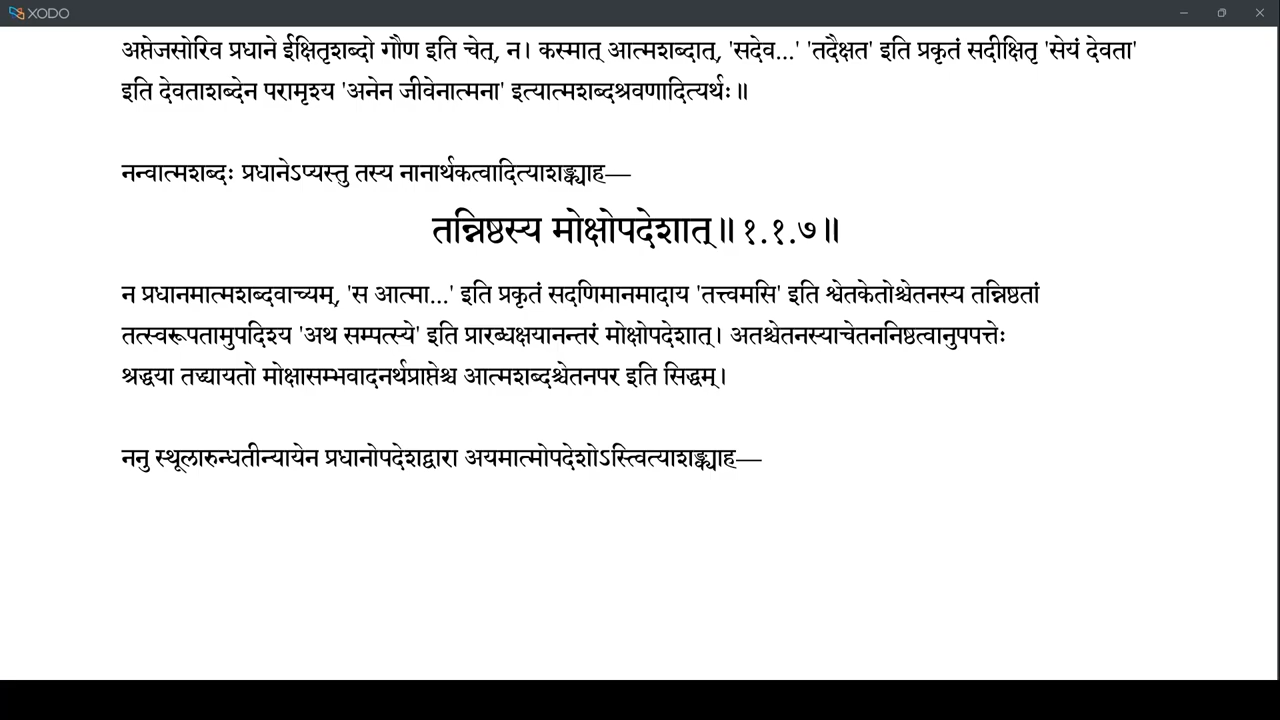 XODO
अप्तेजसोरिव प्रधाने ईक्षितृशब्दो गौण इति चेत्, न। कस्मात् आत्मशब्दात्, 'सदेव...' 'तदैक्षत' इति प्रकृतं सदीक्षितृ 'सेयं देवता'
इति देवताशब्देन परामृश्य 'अनेन जीवेनात्मना' इत्यात्मशब्दश्रवणादित्यर्थः॥
नन्वात्मशब्दः प्रधानेऽप्यस्तु तस्य नानार्थकत्वादित्याशङ्क्याह—
तन्निष्ठस्य मोक्षोपदेशात्॥१.१.७॥
न प्रधानमात्मशब्दवाच्यम्, 'स आत्मा...' इति प्रकृतं सदणिमानमादाय 'तत्त्वमसि' इति श्वेतकेतोश्चेतनस्य तन्निष्ठतां
तत्स्वरूपतामुपदिश्य 'अथ सम्पत्स्ये' इति प्रारब्धक्षयानन्तरं मोक्षोपदेशात्। अतश्चेतनस्याचेतननिष्ठत्वानुपपत्तेः
श्रद्धया तद्ध्यायतो मोक्षासम्भवादनर्थप्राप्तेश्च आत्मशब्दश्चेतनपर इति सिद्धम्।
ननु स्थूलारुन्धतीन्यायेन प्रधानोपदेशद्वारा अयमात्मोपदेशोऽस्त्वित्याशङ्क्याह—